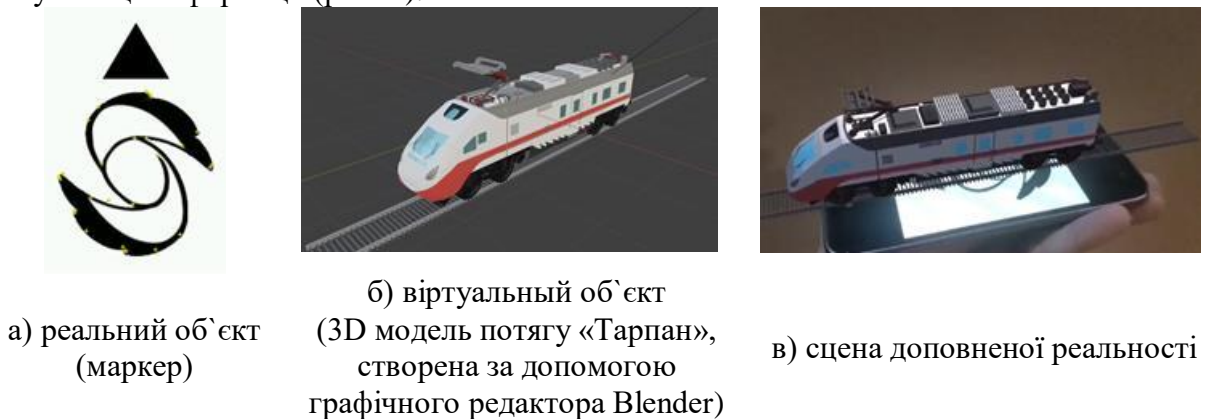 а) реальний об`єкт
(маркер)
б) віртуальный об`єкт
(3D модель потягу «Тарпан»,
створена за допомогою
графічного редактора Blender)
в) сцена доповненої реальності